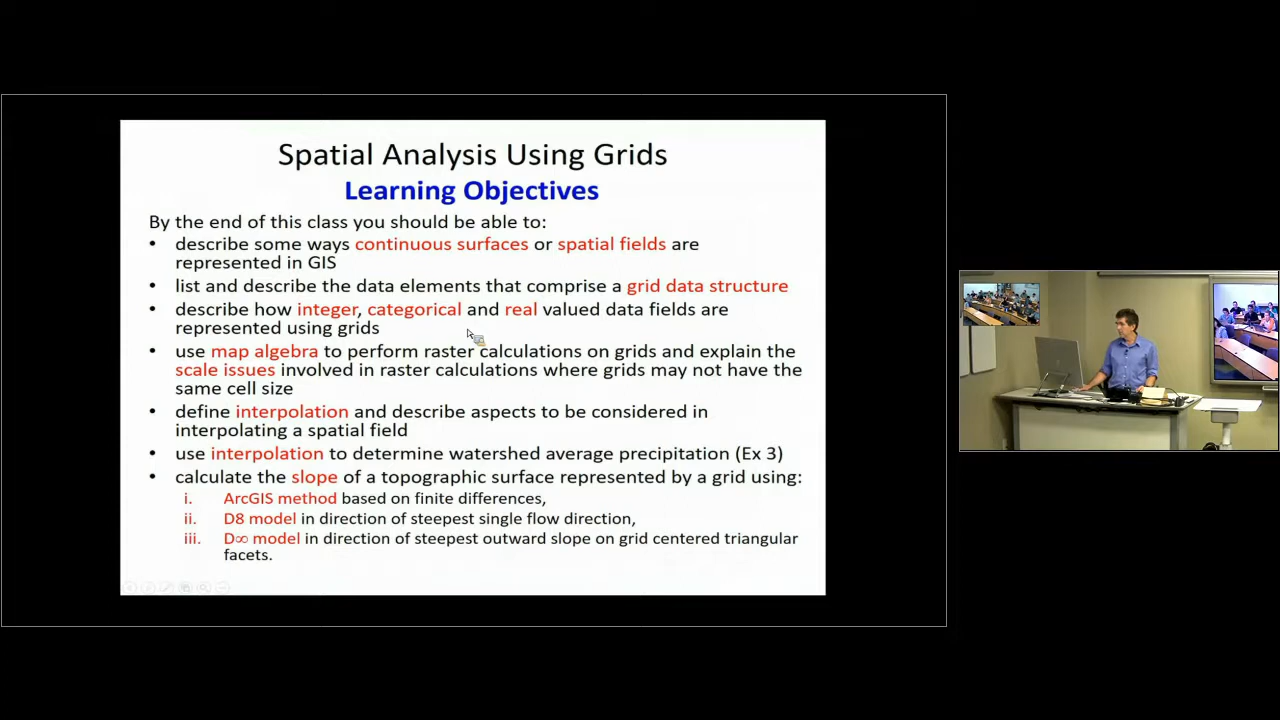 Spatial Analysis Using Grids
Learning Objectives
By the end of this class you should be able to:
• describe some ways continuous surfaces or spatial fields are
represented in GIS
• list and describe the data elements that comprise a grid data structure
• describe how integer, categorical and real valued data fields are
represented using grids
• use map algebra to perform raster calculations on grids and explain the
scale issues involved in raster calculations where grids may not have the
same cell size
• define interpolation and describe aspects to be considered in
interpolating a spatial field
• use interpolation to determine watershed average precipitation (Ex 3)
• calculate the slope of a topographic surface represented by a grid using:
i. ArcGIS method based on finite differences,
ii. D8 model in direction of steepest single flow direction,
iii. D∞ model in direction of steepest outward slope on grid centered triangular
facets.